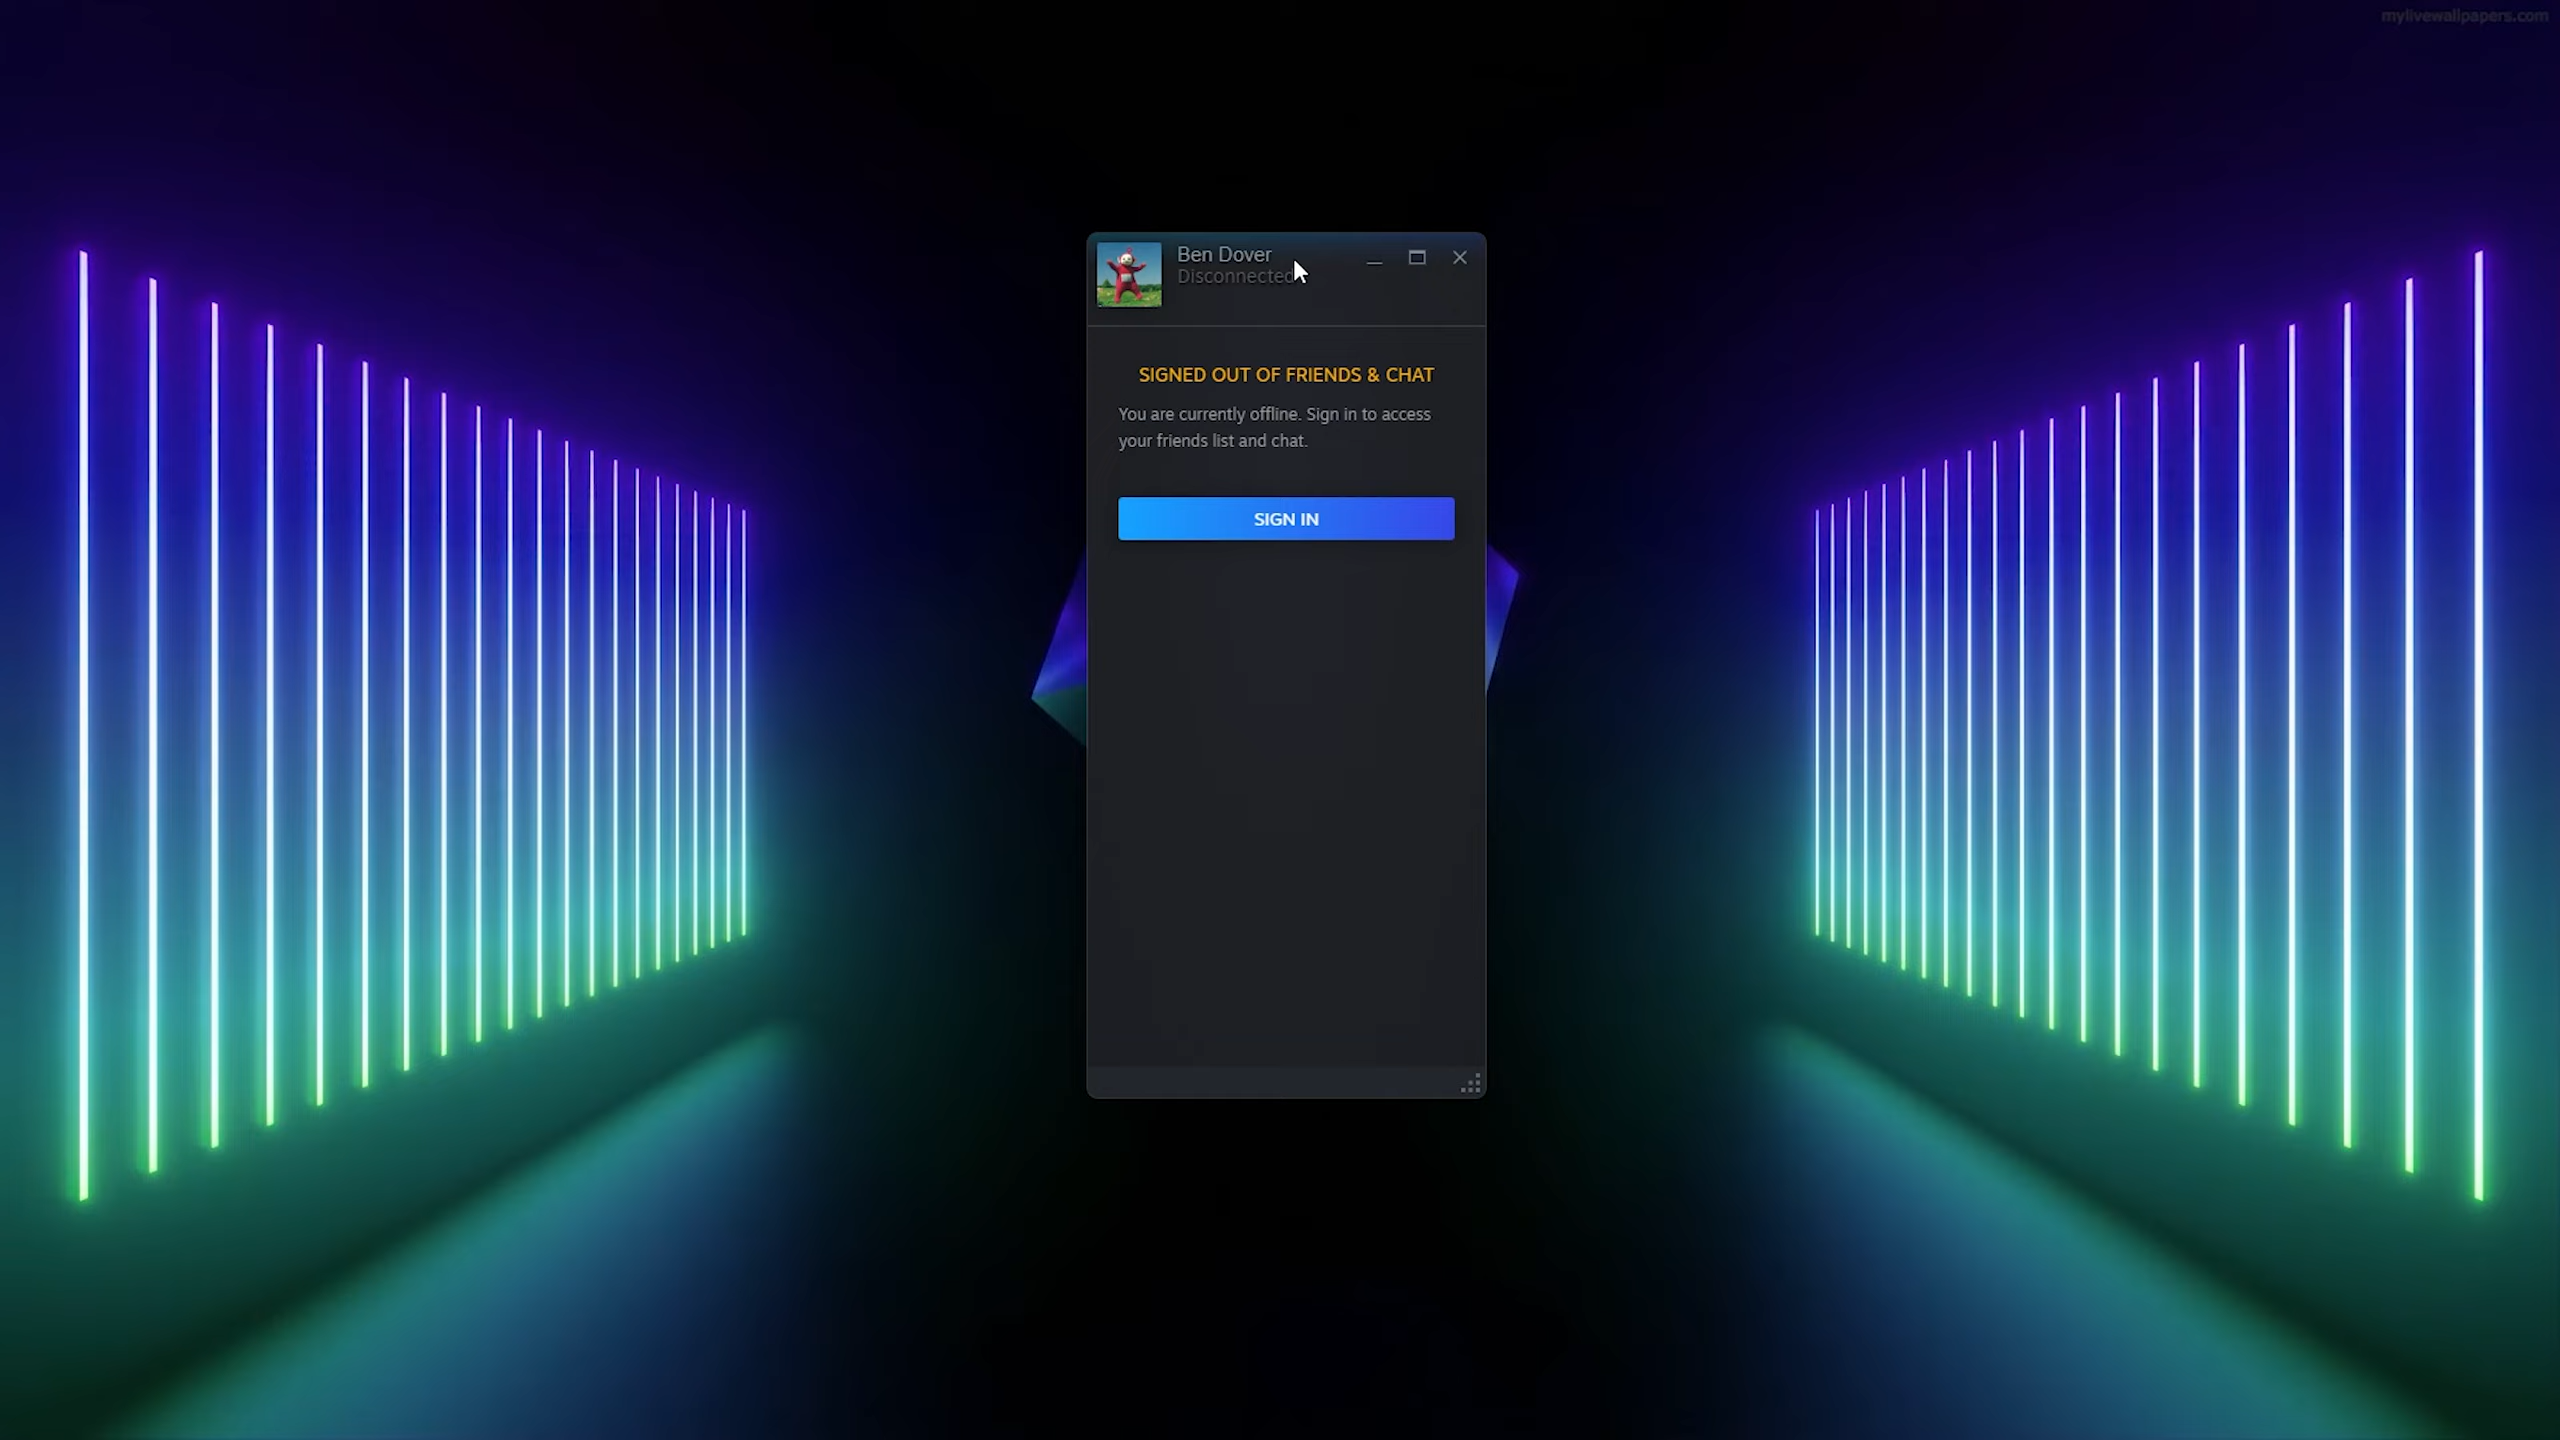 mylivewallpapers.com
Ben Dover
Disconnected
SIGNED OUT OF FRIENDS & CHAT
You are currently offline. Sign in to access
your friends list and chat.
SIGN IN